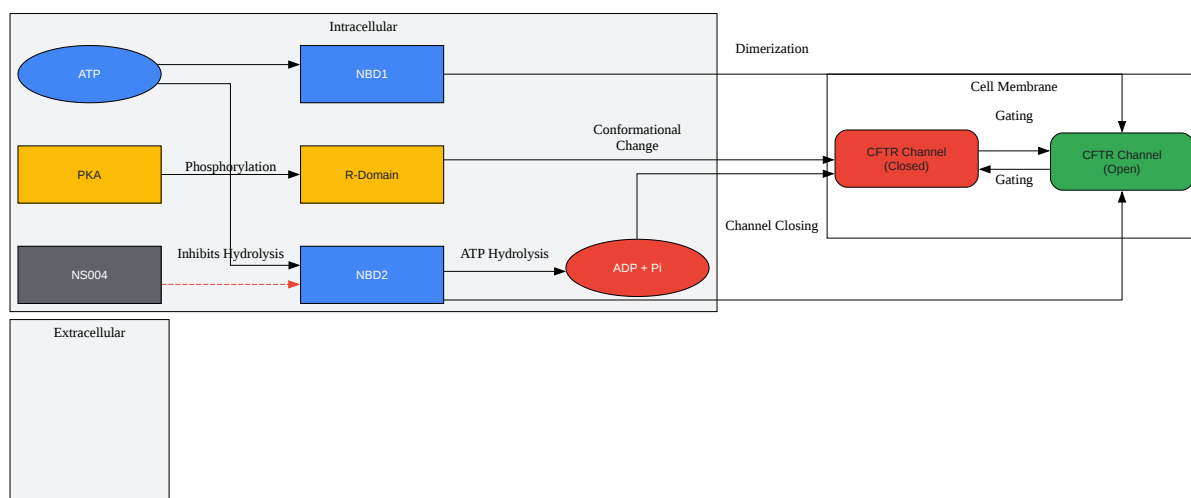 Intracellular
Dimerization
ATP
NBD1
Cell Membrane
Gating
Conformational
Change
CFTR Channel
(Closed)
CFTR Channel
(Open)
PKA
Phosphorylation
R-Domain
Gating
Channel Closing
Inhibits Hydrolysis
ATP Hydrolysis
NS004
NBD2
ADP + Pi
Extracellular